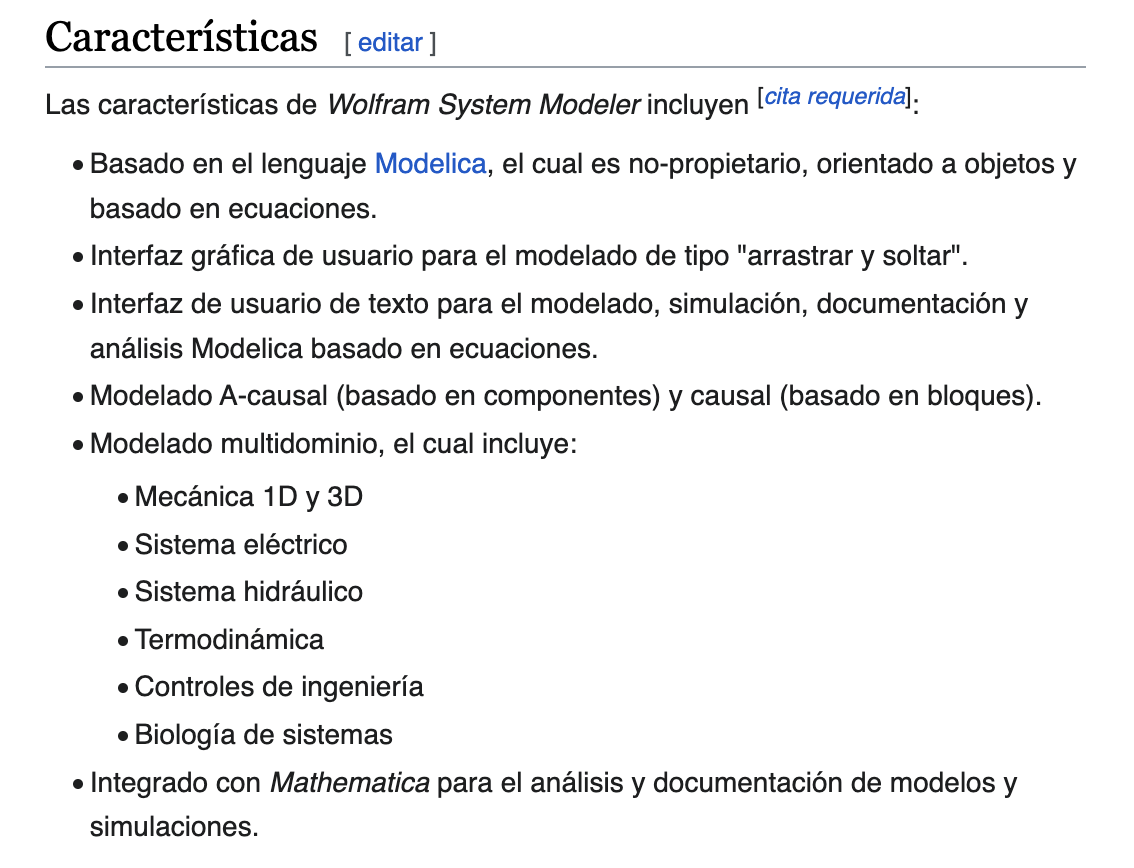 Características [ editar ]
Las características de Wolfram System Modeler incluyen [cita requerida]:
• Basado en el lenguaje Modelica, el cual es no-propietario, orientado a objetos y
basado en ecuaciones.
• Interfaz gráfica de usuario para el modelado de tipo "arrastrar y soltar".
• Interfaz de usuario de texto para el modelado, simulación, documentación y
análisis Modelica basado en ecuaciones.
• Modelado A-causal (basado en componentes) y causal (basado en bloques).
• Modelado multidominio, el cual incluye:
• Mecánica 1D y 3D
• Sistema eléctrico
• Sistema hidráulico
• Termodinámica
• Controles de ingeniería
• Biología de sistemas
• Integrado con Mathematica para el análisis y documentación de modelos y
simulaciones.